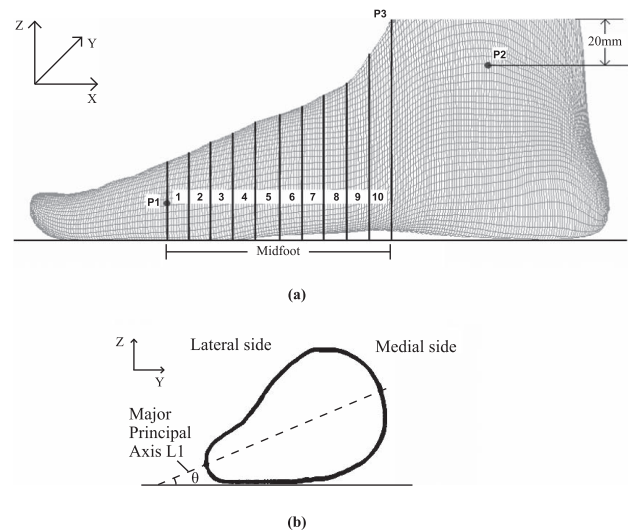 Z
Y
X
P3
20mm
P2
P1 1 2 3 4 5 6 7 8 9 10
Midfoot
(a)
Z
Y
Lateral side
Medial side
Major
Principal
Axis L1
θ
(b)